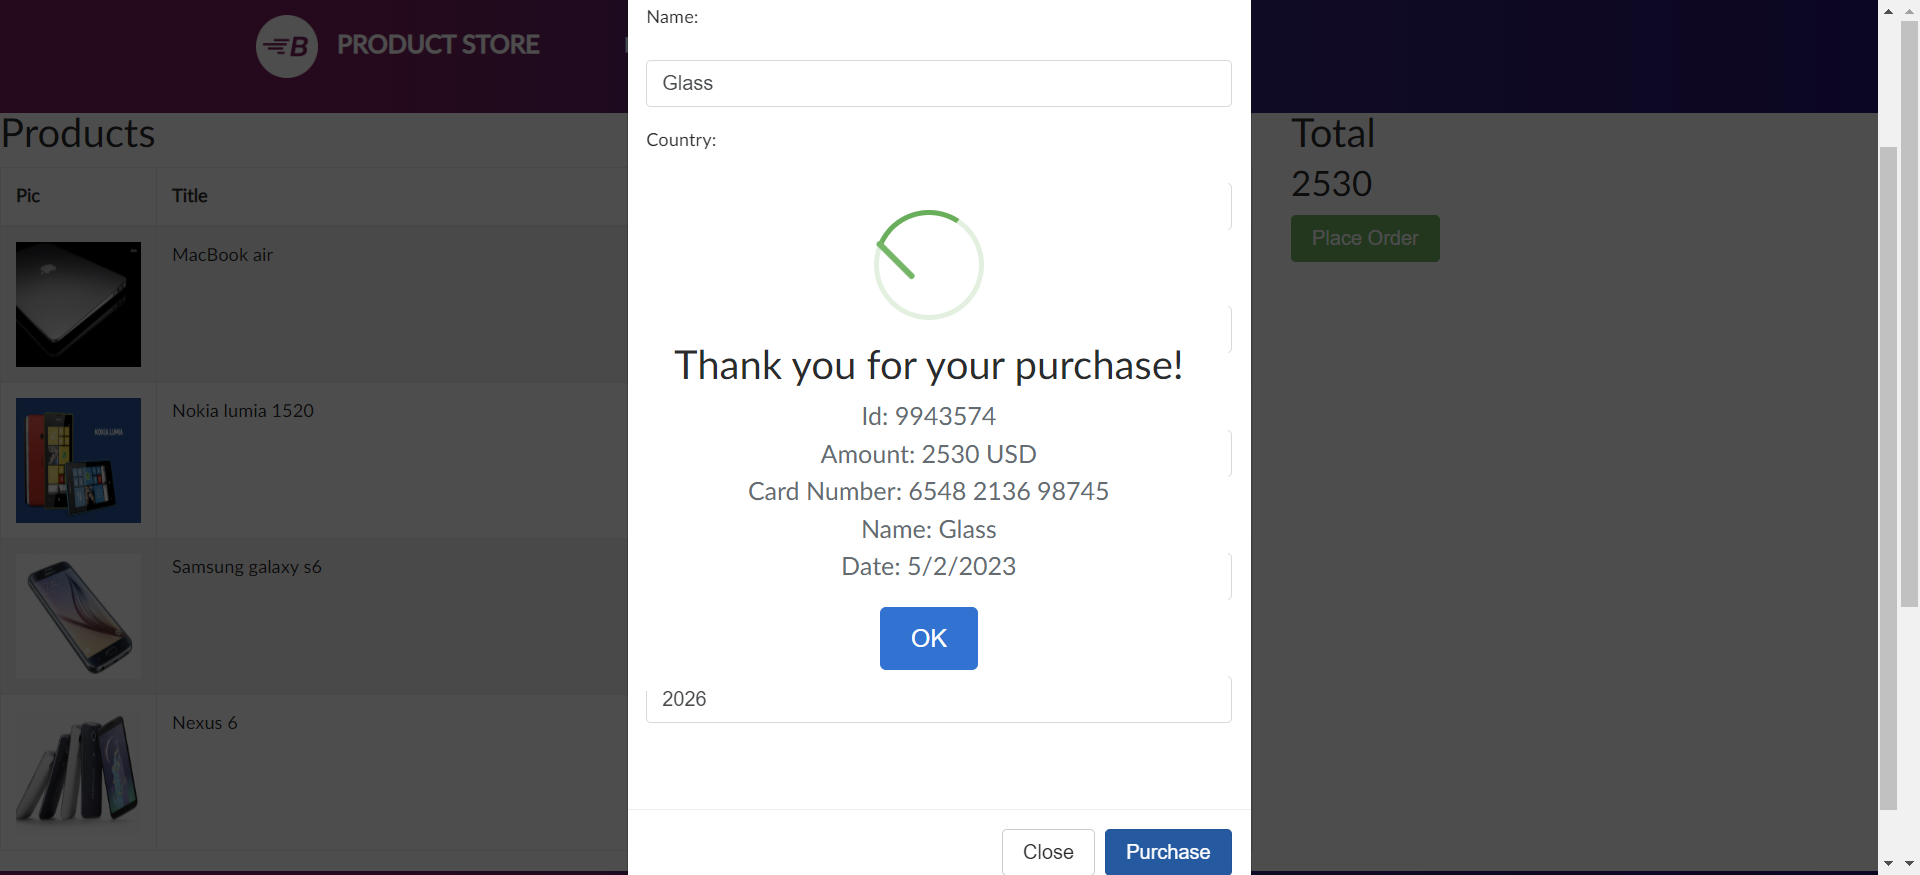 B PRODUCT STORE
Products
Pic Title
MacBook air
Nokia lumia 1520
NOKIA LUMIA
Samsung galaxy s6
Nexus 6
Name:
Glass
Country:
Thank you for your purchase!
Id: 9943574
Amount: 2530 USD
Card Number: 6548 2136 98745
Name: Glass
Date: 5/2/2023
OK
2026
Close Purchase
Total
2530
Place Order